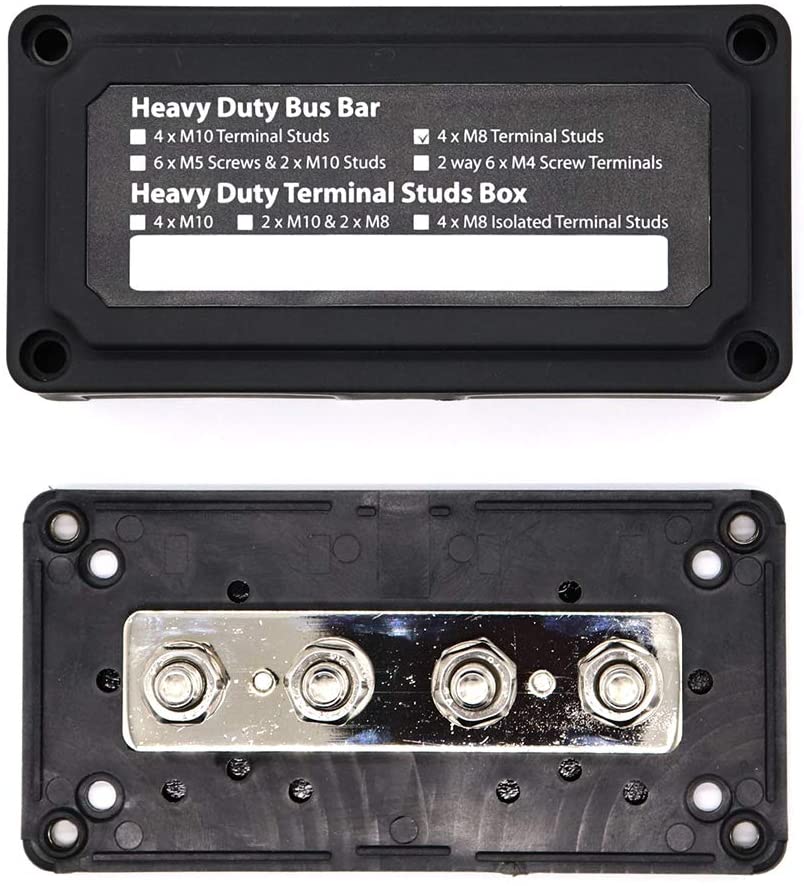 Heavy Duty Bus Bar
4 x M10 Terminal Studs 4 x M8 Terminal Studs
6 x M5 Screws & 2 x M10 Studs 2 way 6 x M4 Screw Terminals
Heavy Duty Terminal Studs Box
4 x M10 2 x M10 & 2 x M8 4 x M8 Isolated Terminal Studs